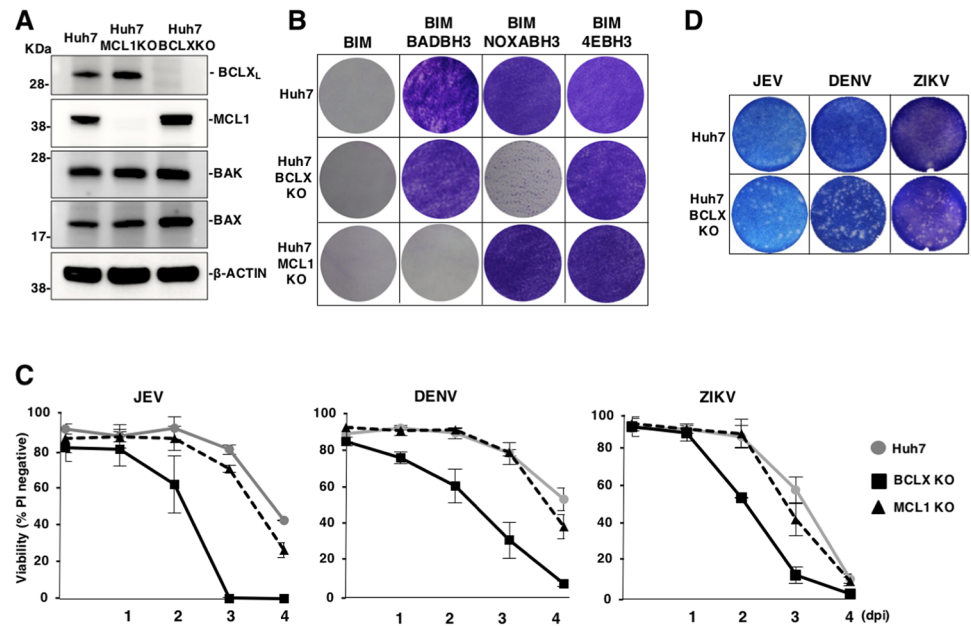 A
KDa
Huh7
Huh7
MCL1KO
Huh7
BCLXKO
28-
- BCLXL
38-
-MCL1
28-
-BAK
17-
-BAX
38-
-β-ACTIN
B
BIM
BIM
BADBH3
BIM
NOXABH3
BIM
4EBH3
Huh7
Huh7
BCLX
KO
Huh7
MCL1
KO
D
JEV
DENV
ZIKV
Huh7
Huh7
BCLX
KO
C
JEV
Viability (% PI negative)
100
80
60
40
20
0
1
2
3
4
DENV
100
80
60
40
20
0
1
2
3
4
ZIKV
100
80
60
40
20
0
1
2
3
4
(dpi)
Huh7
BCLX KO
MCL1 KO